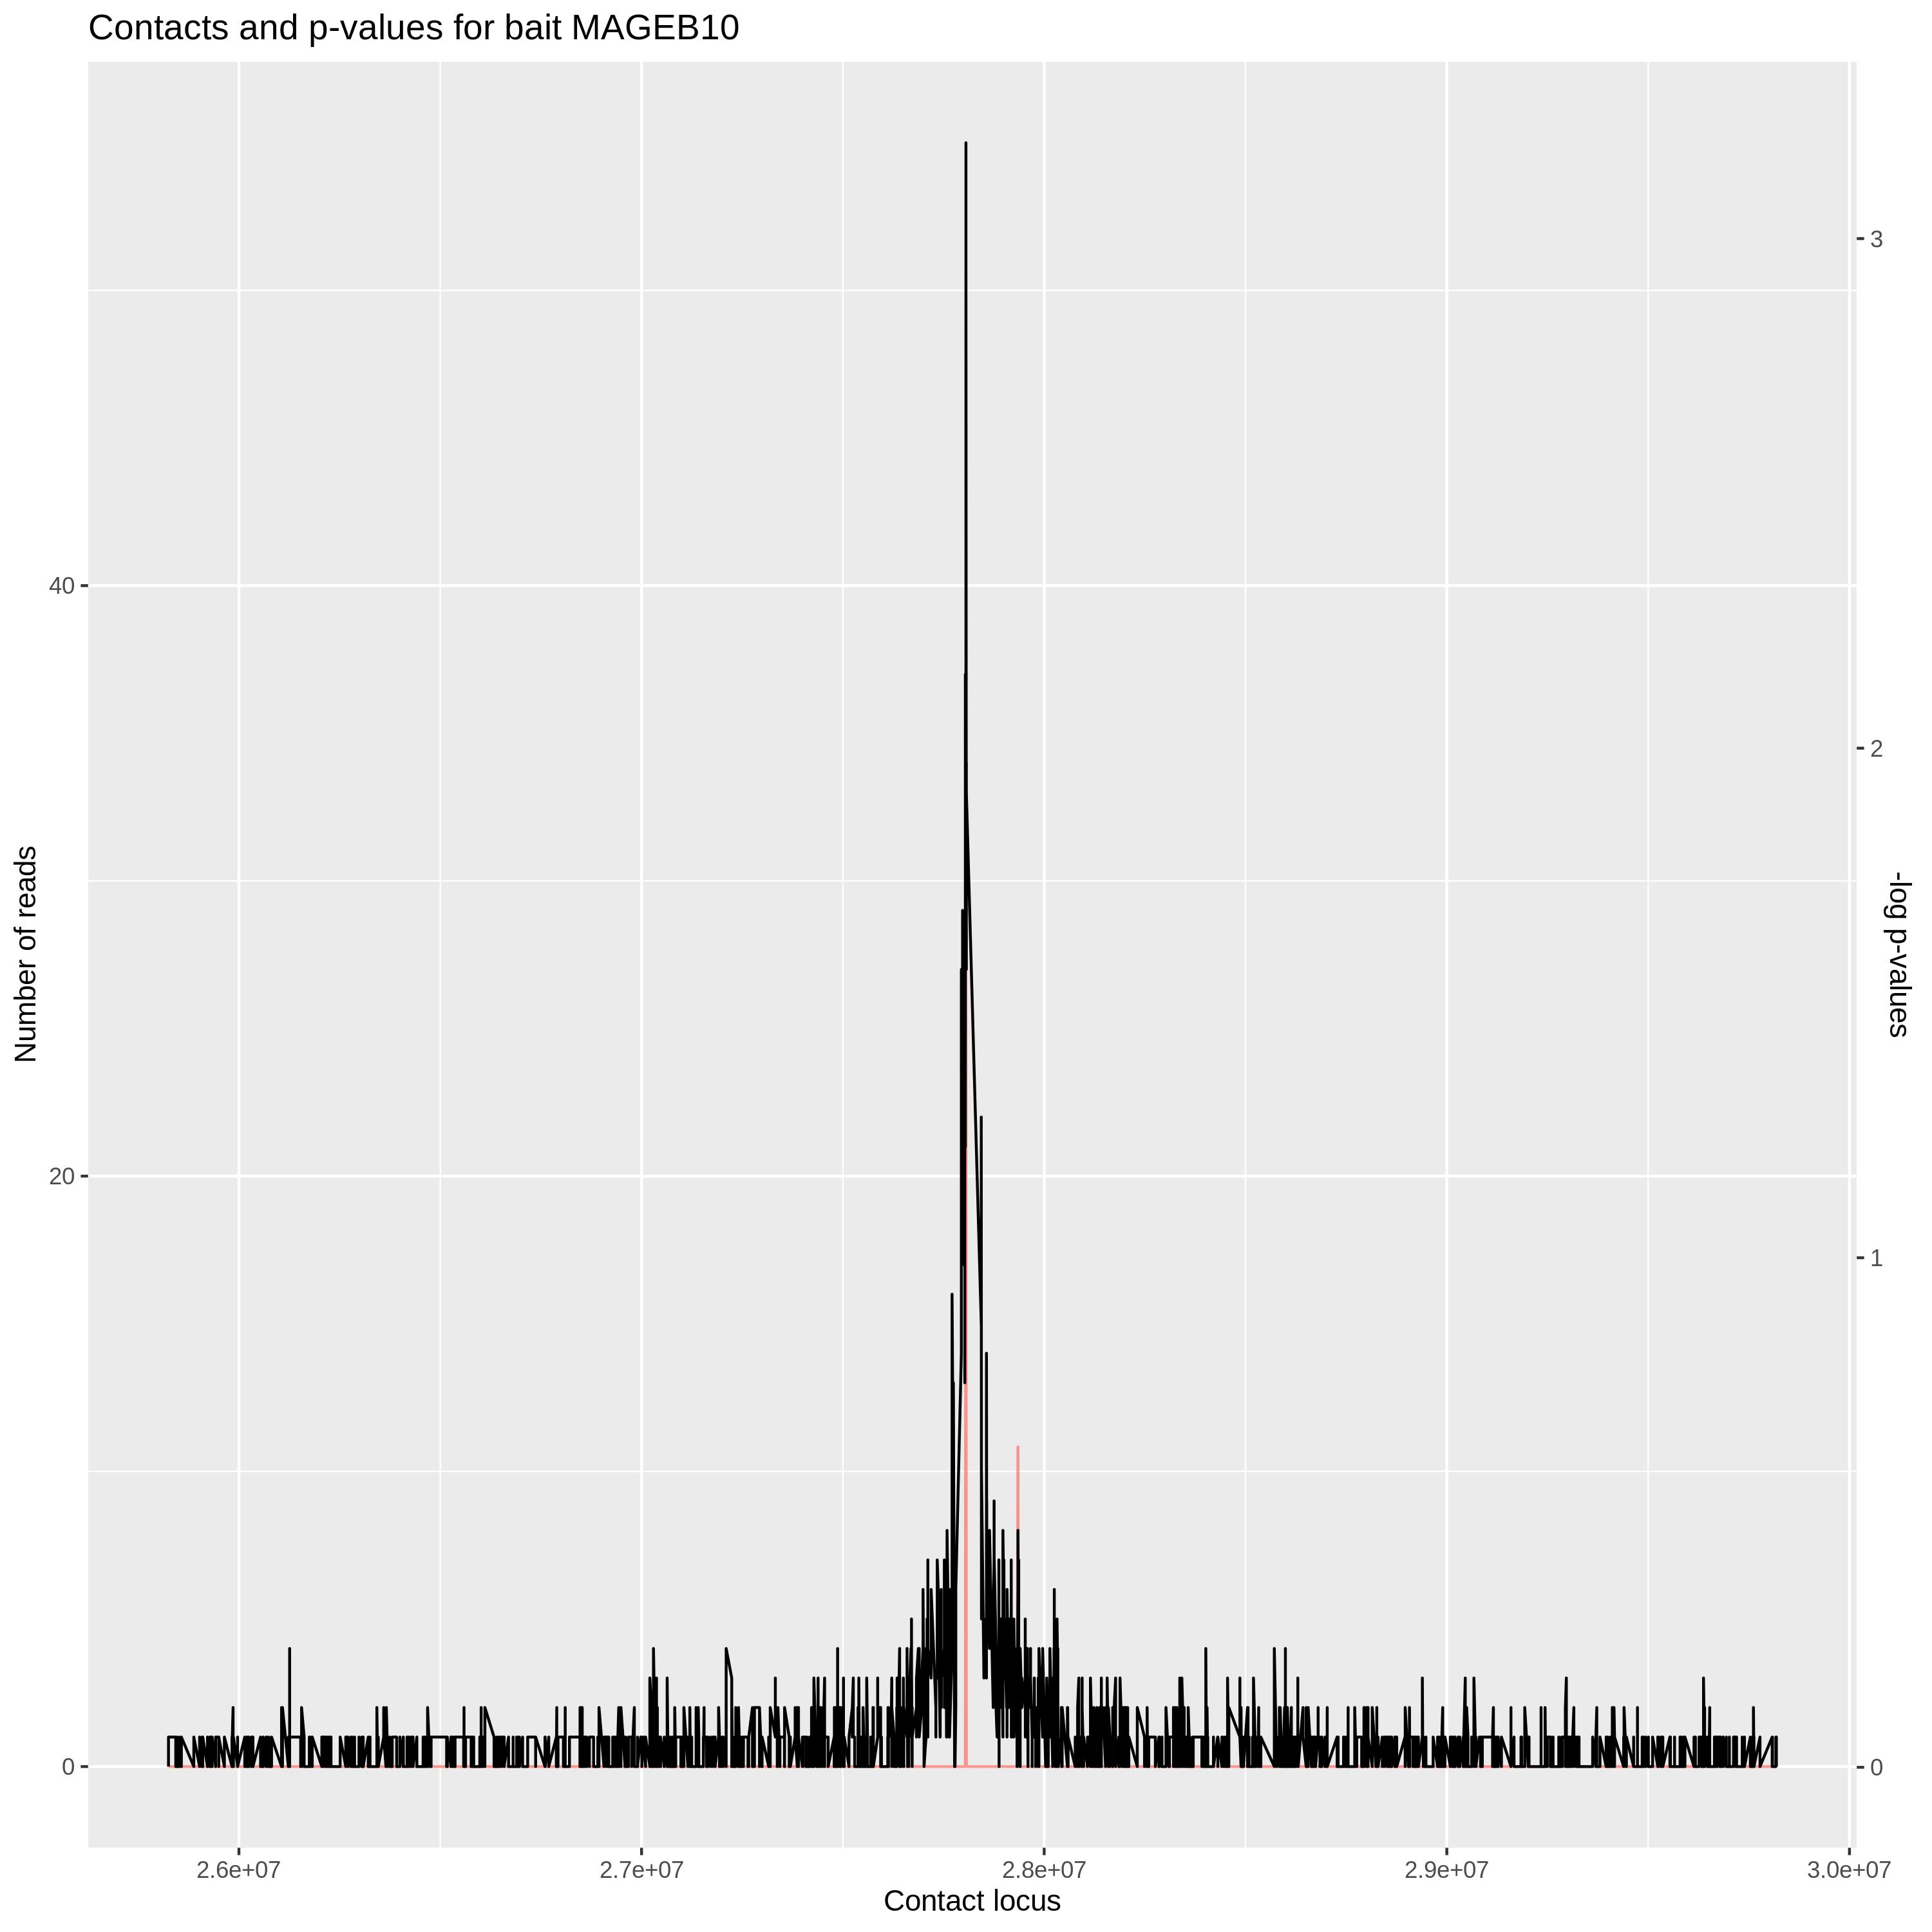 Contacts and p-values for bait MAGEB10
3
40
2
Number of reads
-log p-values
20
1
0
0
2.6e+07
2.7e+07
2.8e+07
2.9e+07
3.0e+07
Contact locus